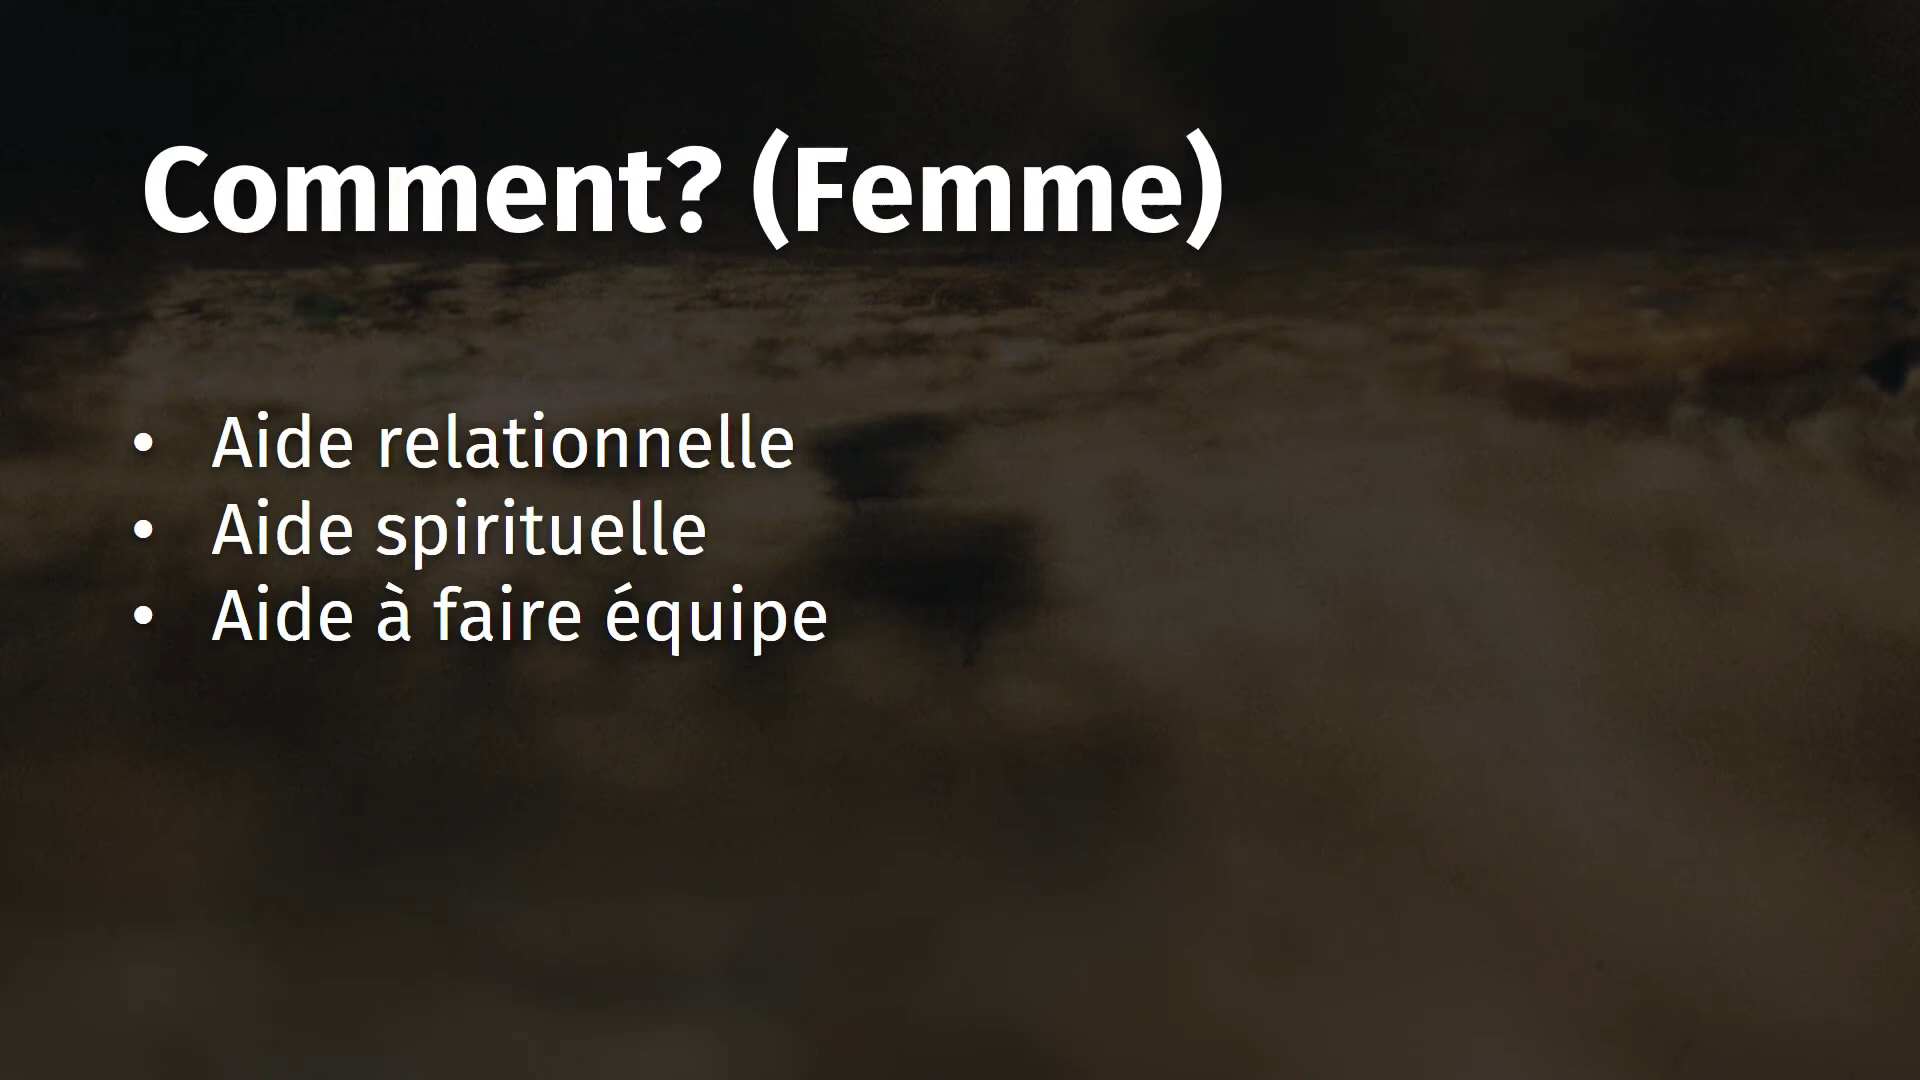 Comment? (Femme)
• Aide relationnelle
• Aide spirituelle
• Aide à faire équipe